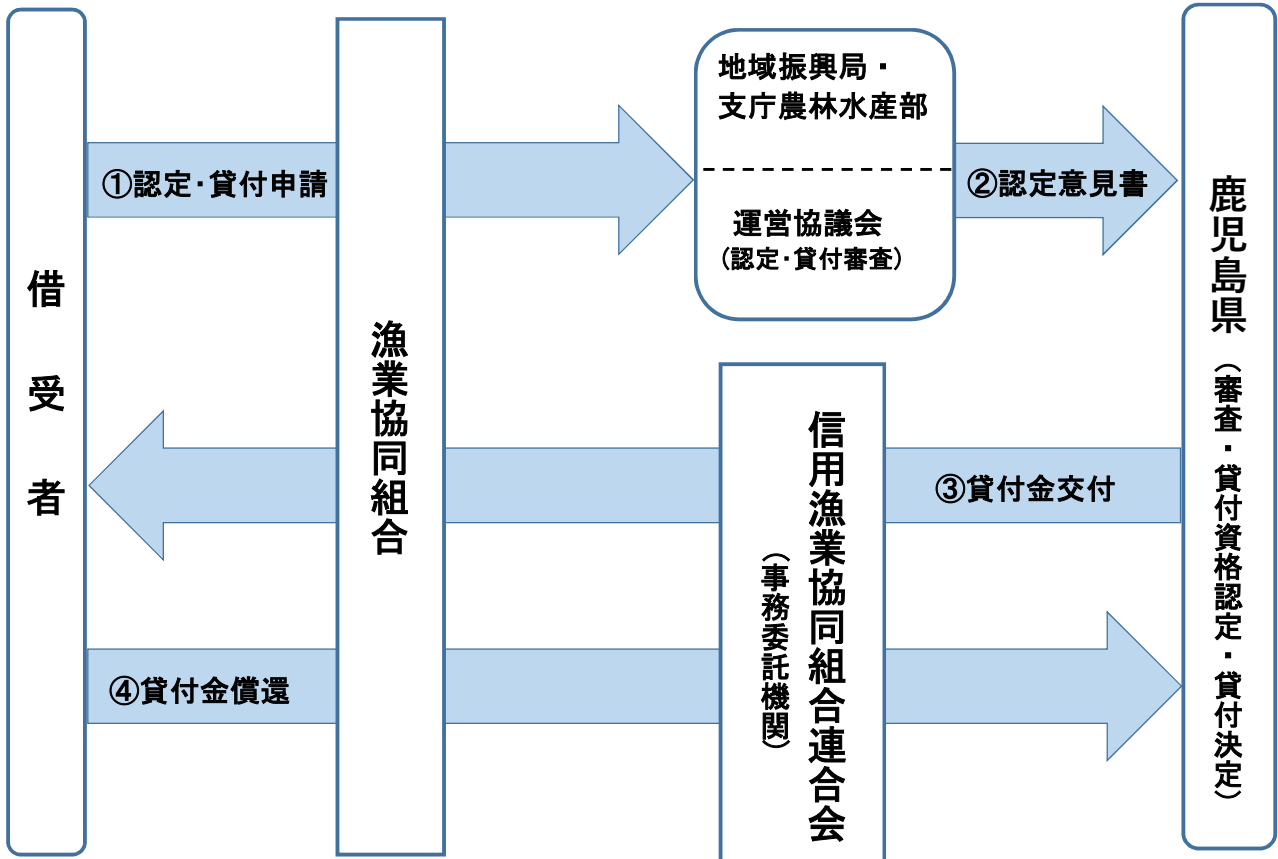 借受者
①認定・貸付申請
漁業協同組合
地域振興局・
支庁農林水産部
運営協議会
（認定・貸付審査）
②認定意見書
鹿児島県（審査・貸付資格認定・貸付決定）
③貸付金交付
信用漁業協同組合連合会
（事務委託機関）
④貸付金償還